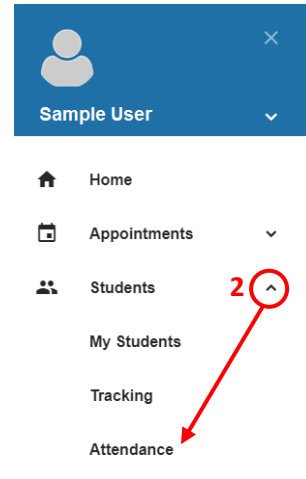 Sample User
Home
Appointments
Students 2
My Students
Tracking
Attendance